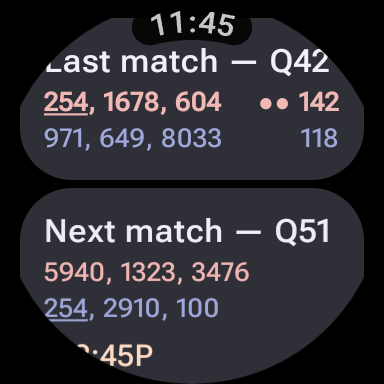 11:45
Last match — Q42
254, 1678, 604 •• 142
971, 649, 8033 118
Next match — Q51
5940, 1323, 3476
254, 2910, 100
:45P